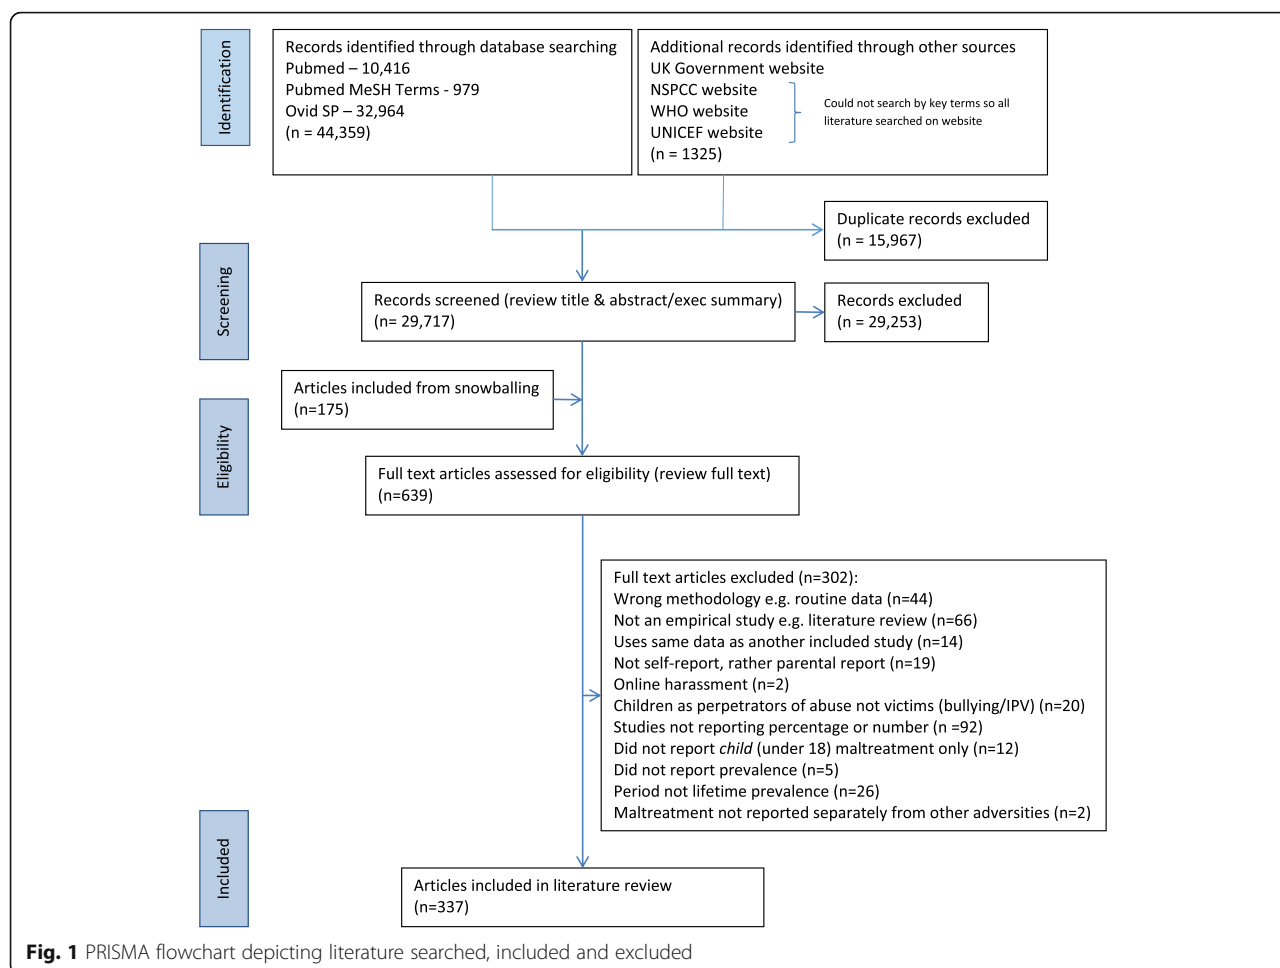 Identification
Records identified through database searching
Pubmed – 10,416
Pubmed MeSH Terms - 979
Ovid SP – 32,964
(n = 44,359)
Additional records identified through other sources
UK Government website
NSPCC website
WHO website
UNICEF website
(n = 1325)
Could not search by key terms so all
literature searched on website
Duplicate records excluded
(n = 15,967)
Screening
Records screened (review title & abstract/exec summary)
(n= 29,717)
Records excluded
(n = 29,253)
Articles included from snowballing
(n=175)
Eligibility
Full text articles assessed for eligibility (review full text)
(n=639)
Full text articles excluded (n=302):
Wrong methodology e.g. routine data (n=44)
Not an empirical study e.g. literature review (n=66)
Uses same data as another included study (n=14)
Not self-report, rather parental report (n=19)
Online harassment (n=2)
Children as perpetrators of abuse not victims (bullying/IPV) (n=20)
Studies not reporting percentage or number (n =92)
Did not report child (under 18) maltreatment only (n=12)
Did not report prevalence (n=5)
Period not lifetime prevalence (n=26)
Maltreatment not reported separately from other adversities (n=2)
Included
Articles included in literature review
(n=337)
Fig. 1 PRISMA flowchart depicting literature searched, included and excluded